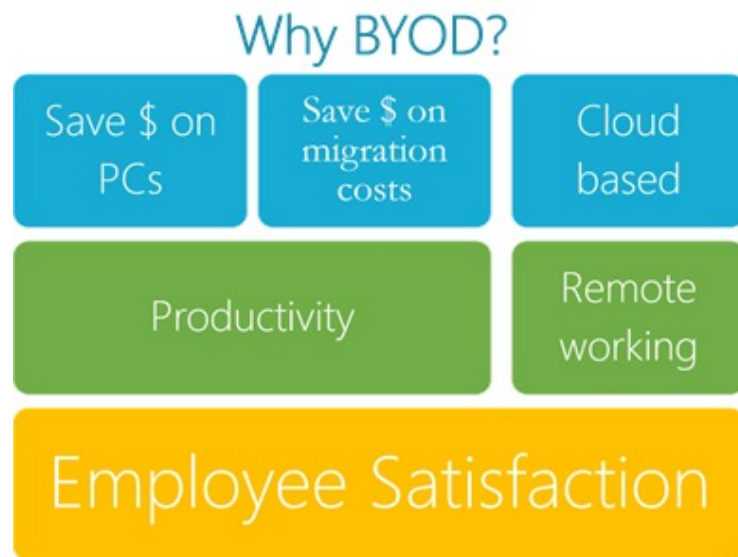 Why BYOD?
Save $ on
PCs
Save $ on
migration
costs
Cloud
based
Productivity
Remote
working
Employee Satisfaction